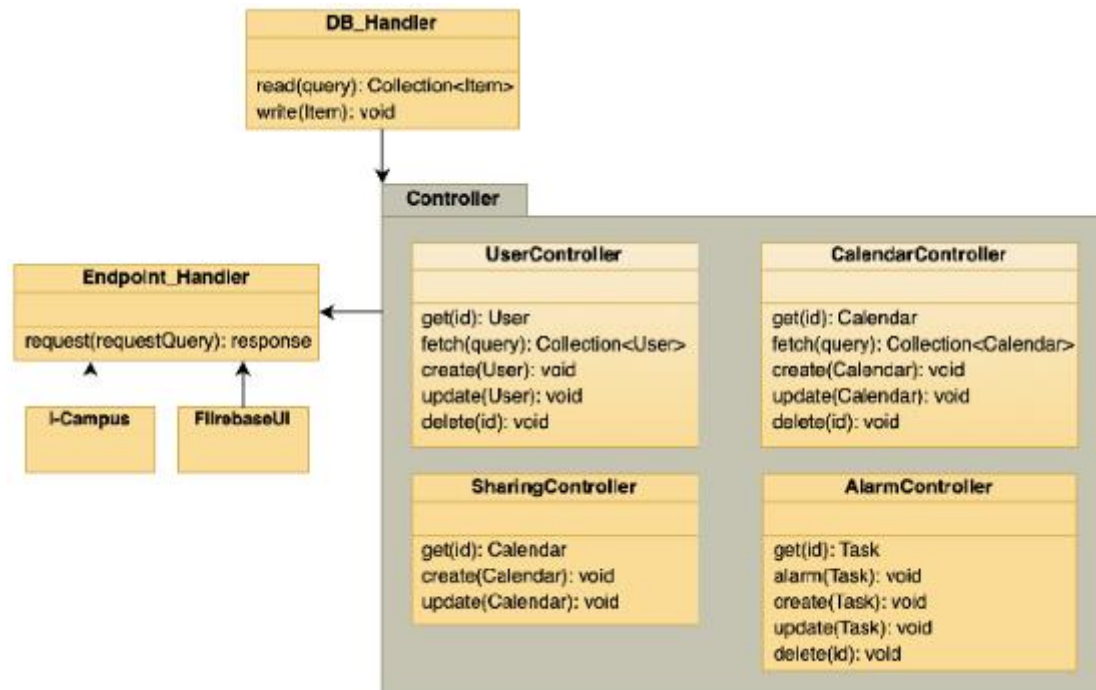 DB_Handler
read(query): Collection<Item>
write(Item): void
Controller
Endpoint_Handler
request(requestQuery): response
I-Campus
FiirebaseUI
UserController
get(id): User
fetch(query): Collection<User>
create(User): void
update(User): void
delete(id): void
CalendarController
get(id): Calendar
fetch(query): Collection<Calendar>
create(Calendar): void
update(Calendar): void
delete(id): void
SharingController
get(id): Calendar
create(Calendar): void
update(Calendar): void
AlarmController
get(id): Task
alarm(Task): void
create(Task): void
update(Task): void
delete(id): void